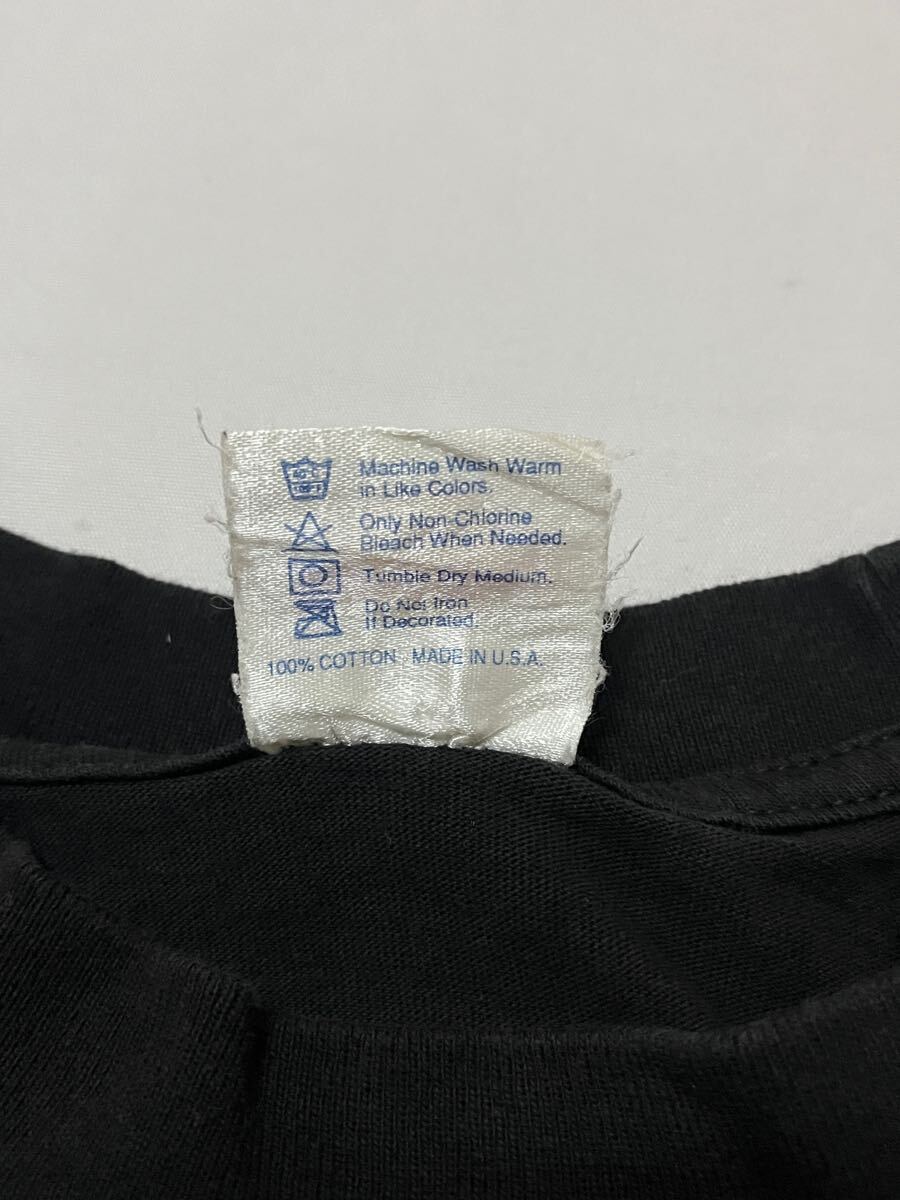 Machine Wash Warm
in Like Colors.
Only Non-Chlorine
Bleach When Needed.
Tumble Dry Medium.
Do Not Iron
If Decorated.
100% COTTON MADE IN U.S.A.